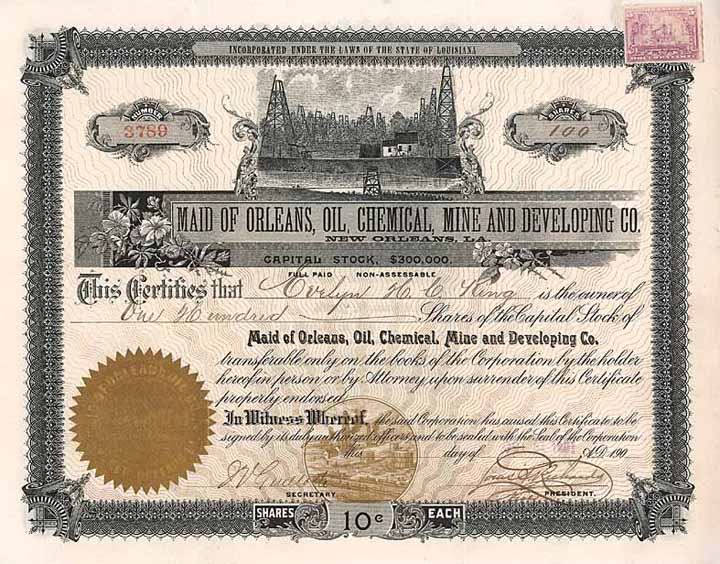 INCORPORATED UNDER THE LAWS OF THE STATE OF LOUISIANA
NUMBER
3789
SHARES
100
MAID OF ORLEANS, OIL, CHEMICAL, MINE AND DEVELOPING CO.
NEW ORLEANS, LA.
CAPITAL STOCK, $300,000.
FULL PAID NON-ASSESSABLE
This Certifies that Evelyn H. C. King is the owner of
One Hundred Shares of the Capital Stock of
Maid of Orleans, Oil, Chemical, Mine and Developing Co.
transferable only on the books of the Corporation by the holder
hereof in person or by Attorney, upon surrender of this Certificate
properly endorsed.
In Witness Whereof, the said Corporation has caused this Certificate to be
signed by its duly authorized officers and to be sealed with the Seal of the Corporation
this day of A.D. 190
SECRETARY
PRESIDENT.
SHARES 10¢ EACH